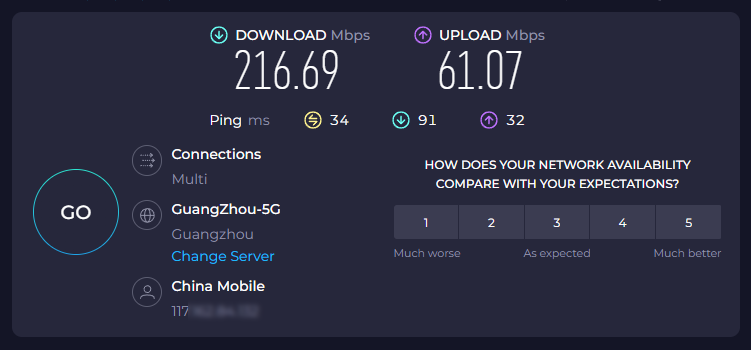 DOWNLOAD Mbps
216.69
UPLOAD Mbps
61.07
Ping ms 34 91 32
GO
Connections
Multi
GuangZhou-5G
Guangzhou
Change Server
China Mobile
117
HOW DOES YOUR NETWORK AVAILABILITY
COMPARE WITH YOUR EXPECTATIONS?
1 2 3 4 5
Much worse As expected Much better